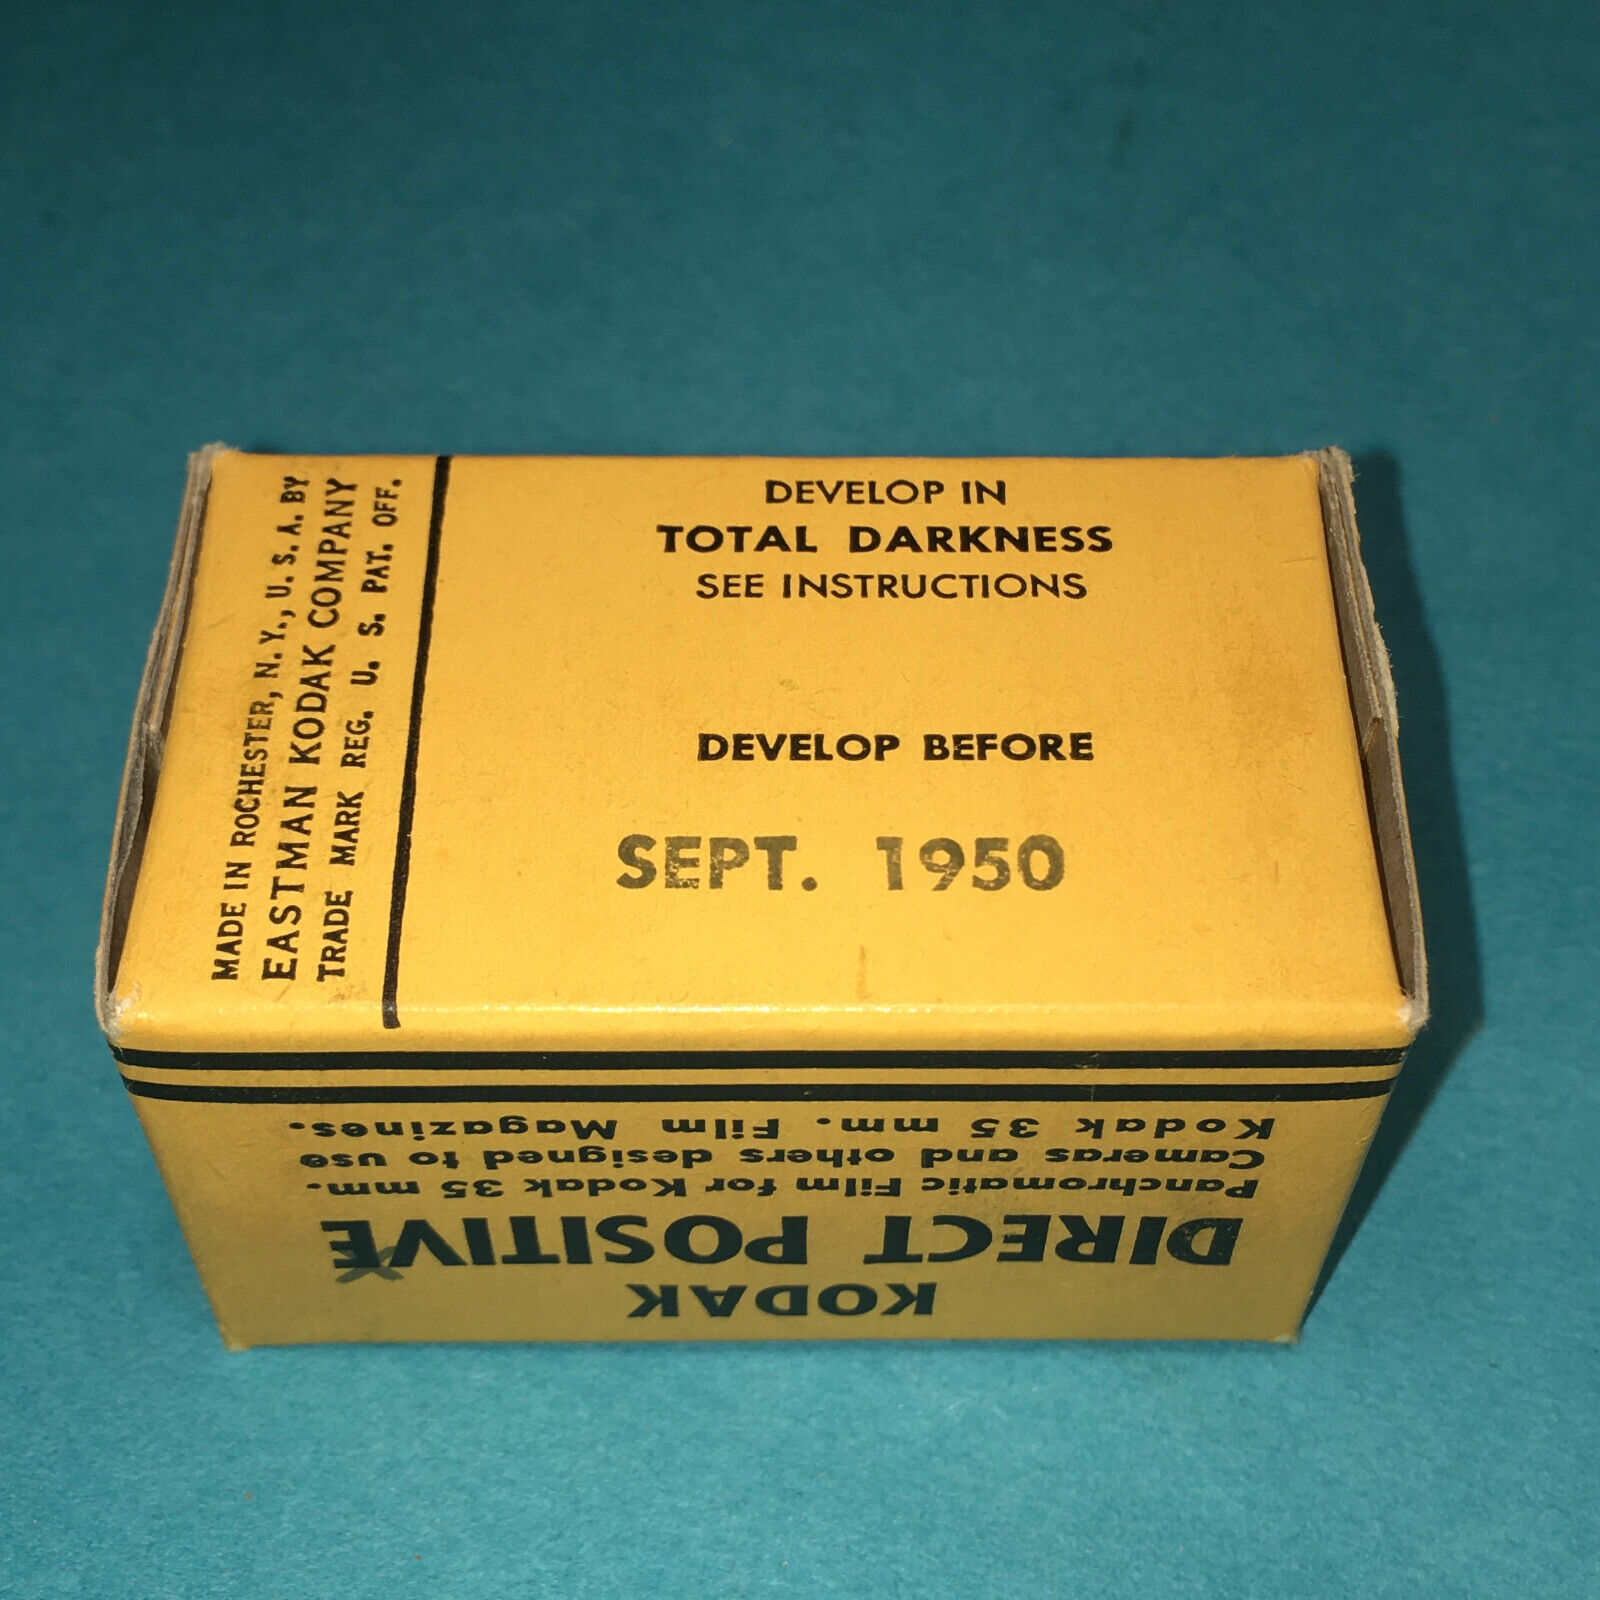 DEVELOP IN
TOTAL DARKNESS
SEE INSTRUCTIONS
DEVELOP BEFORE
SEPT. 1950
MADE IN ROCHESTER, N. Y., U. S. A. BY
EASTMAN KODAK COMPANY
TRADE MARK REG. U. S. PAT. OFF.
KODAK
DIRECT POSITIVE
Panchromatic Film for Kodak 35 mm.
Cameras and others designed to use
Kodak 35 mm. Film Magazines.